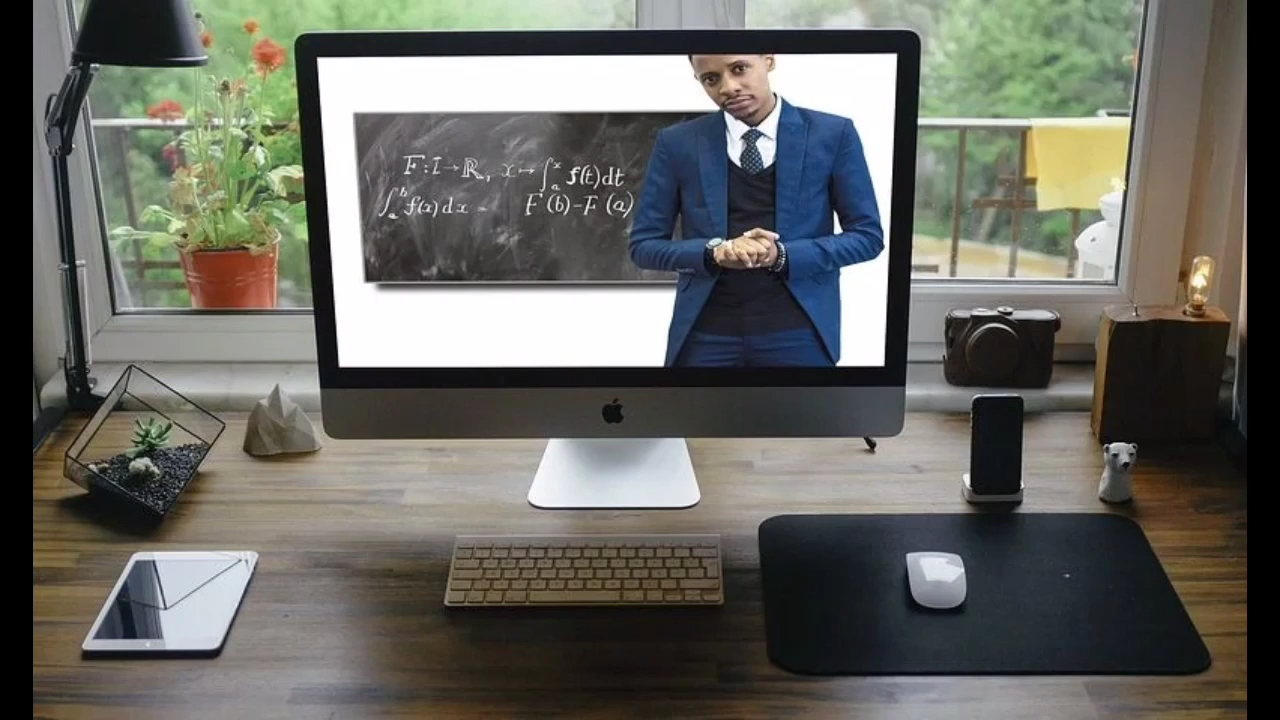 F: I → ℝ, x ↦ ∫ₐˣ f(t)dt
∫ₐᵇ f(x)dx = F(b)-F(a)